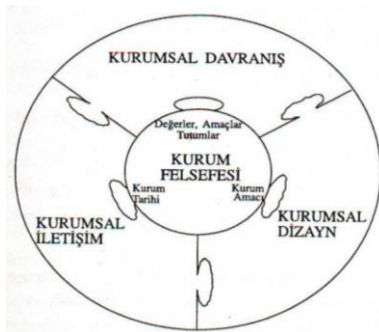 KURUMSAL DAVRANIŞ
Değerler, Amaçlar
Tutumlar
KURUM
FELSEFESİ
Kurum
Tarihi
Kurum
Amacı
KURUMSAL
İLETİŞİM
KURUMSAL
DİZAYN